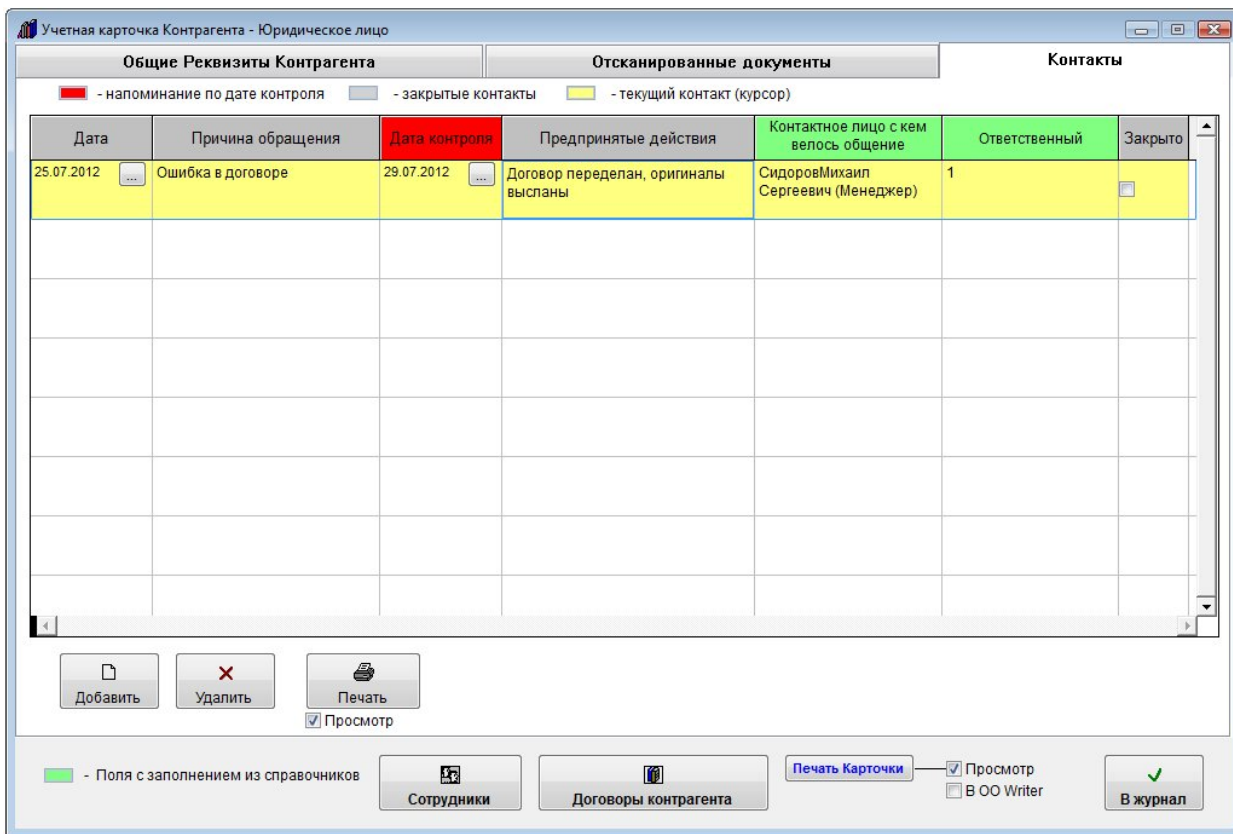 Учетная карточка Контрагента - Юридическое лицо
Общие Реквизиты Контрагента
Отсканированные документы
Контакты
- напоминание по дате контроля
- закрытые контакты
- текущий контакт (курсор)
Дата
Причина обращения
Дата контроля
Предпринятые действия
Контактное лицо с кем
велось общение
Ответственный
Закрыто
25.07.2012
...
Ошибка в договоре
29.07.2012
...
Договор переделан, оригиналы
высланы
СидоровМихаил
Сергеевич (Менеджер)
1
Добавить
Удалить
Печать
Просмотр
- Поля с заполнением из справочников
Сотрудники
Договоры контрагента
Печать Карточки
Просмотр
В OO Writer
В журнал